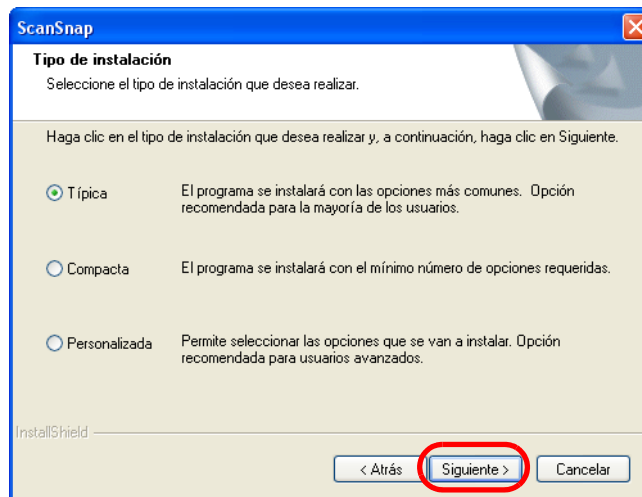 ScanSnap
Tipo de instalación
Seleccione el tipo de instalación que desea realizar.
Haga clic en el tipo de instalación que desea realizar y, a continuación, haga clic en Siguiente.
Típica
El programa se instalará con las opciones más comunes. Opción
recomendada para la mayoría de los usuarios.
Compacta
El programa se instalará con el mínimo número de opciones requeridas.
Personalizada
Permite seleccionar las opciones que se van a instalar. Opción
recomendada para usuarios avanzados.
InstallShield
< Atrás
Siguiente >
Cancelar